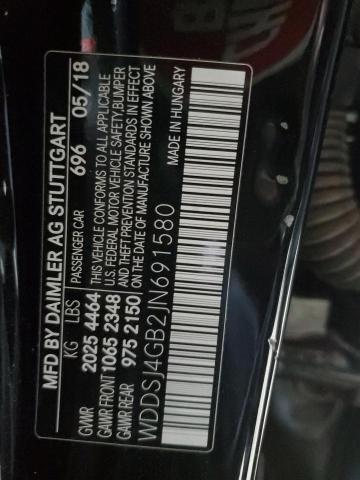 MFD BY DAIMLER AG STUTTGART
KG LBS PASSENGER CAR 696 05/18
GVWR 2025 4464
GAWR FRONT 1065 2348
GAWR REAR 975 2150
THIS VEHICLE CONFORMS TO ALL APPLICABLE
U.S. FEDERAL MOTOR VEHICLE SAFETY,BUMPER
AND THEFT PREVENTION STANDARDS IN EFFECT
ON THE DATE OF MANUFACTURE SHOWN ABOVE
WDDSJ4GB2JN691580
MADE IN HUNGARY